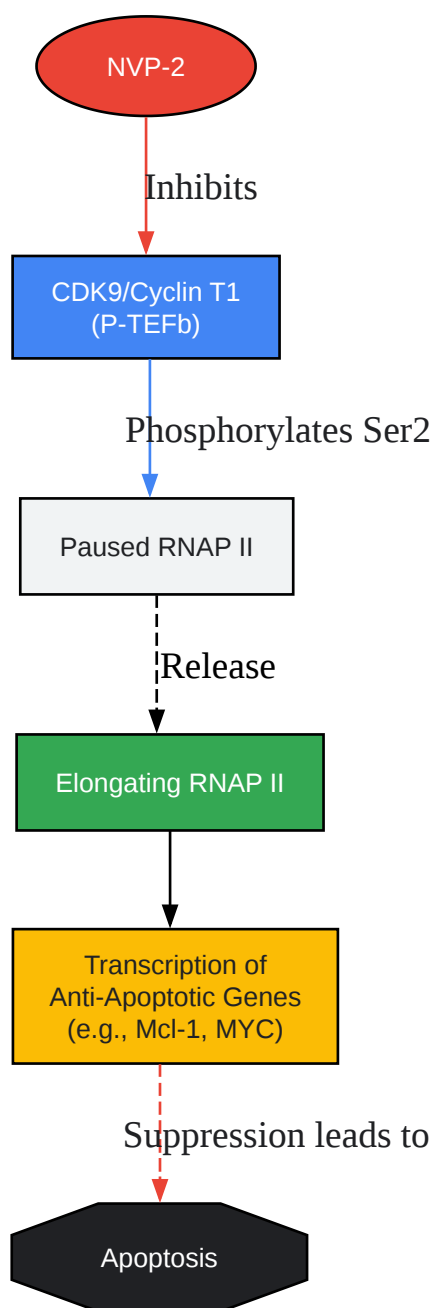 NVP-2
Inhibits
CDK9/Cyclin T1
(P-TEFb)
Phosphorylates Ser2
Paused RNAP II
Release
Elongating RNAP II
Transcription of
Anti-Apoptotic Genes
(e.g., Mcl-1, MYC)
Suppression leads to
Apoptosis